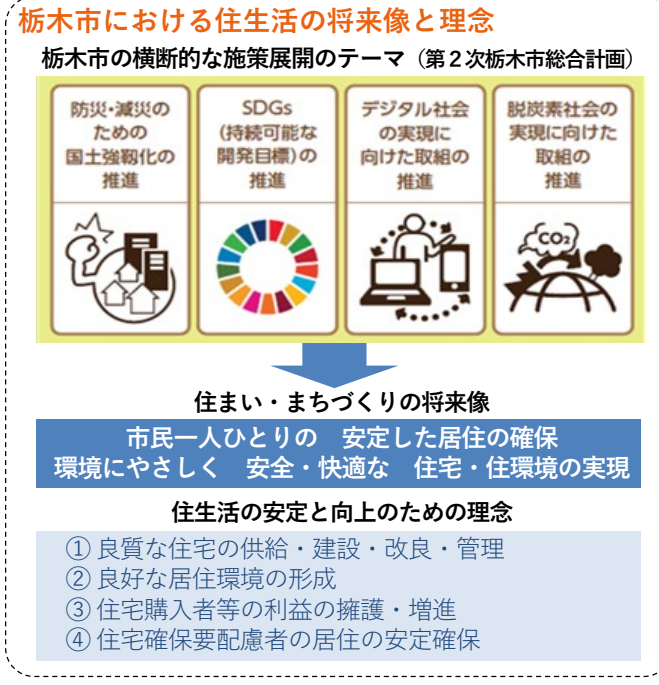 栃木市における住生活の将来像と理念
栃木市の横断的な施策展開のテーマ（第２次栃木市総合計画）
防災・減災の
ための
国土強靱化の
推進
SDGs
(持続可能な
開発目標)の
推進
デジタル社会
の実現に
向けた取組の
推進
脱炭素社会の
実現に向けた
取組の
推進
CO₂
住まい・まちづくりの将来像
市民一人ひとりの　安定した居住の確保
環境にやさしく　安全・快適な　住宅・住環境の実現
住生活の安定と向上のための理念
① 良質な住宅の供給・建設・改良・管理
② 良好な居住環境の形成
③ 住宅購入者等の利益の擁護・増進
④ 住宅確保要配慮者の居住の安定確保